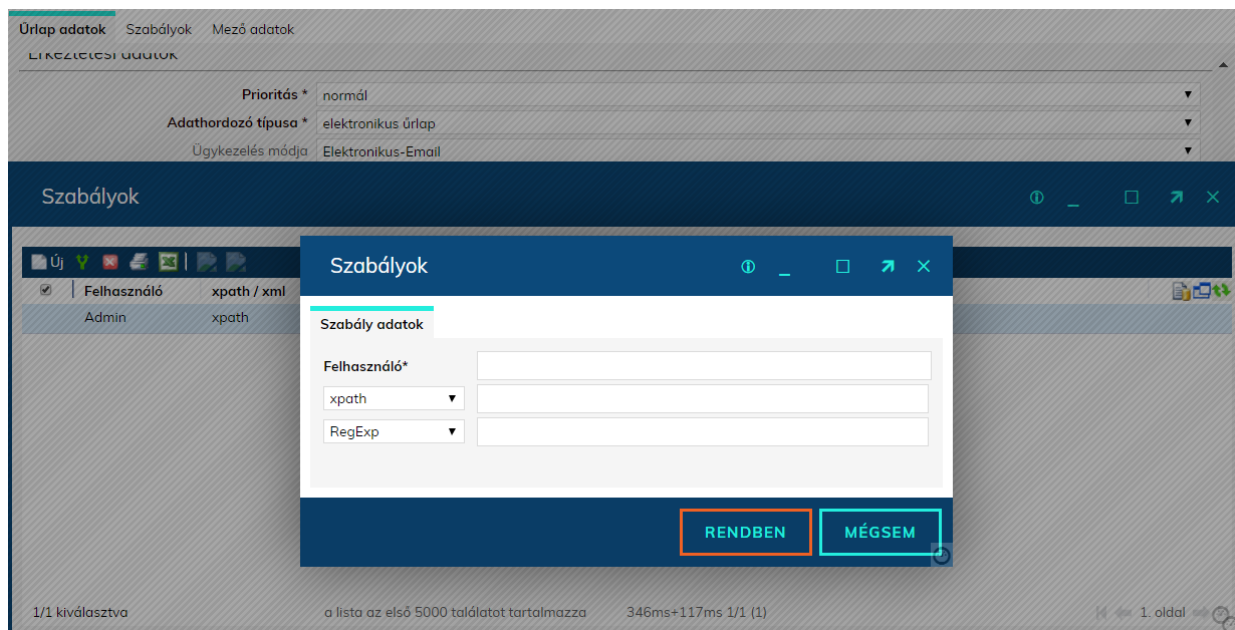 Űrlap adatok Szabályok Mező adatok
Érkeztetési adatok
Prioritás * normál
Adathordozó típusa * elektronikus űrlap
Ügykezelés módja Elektronikus-Email
Szabályok
Új
Felhasználó xpath / xml
Admin xpath
Szabályok
Szabály adatok
Felhasználó*
xpath
RegExp
RENDBEN MÉGSEM
1/1 kiválasztva a lista az első 5000 találatot tartalmazza 346ms+117ms 1/1 (1) 1. oldal